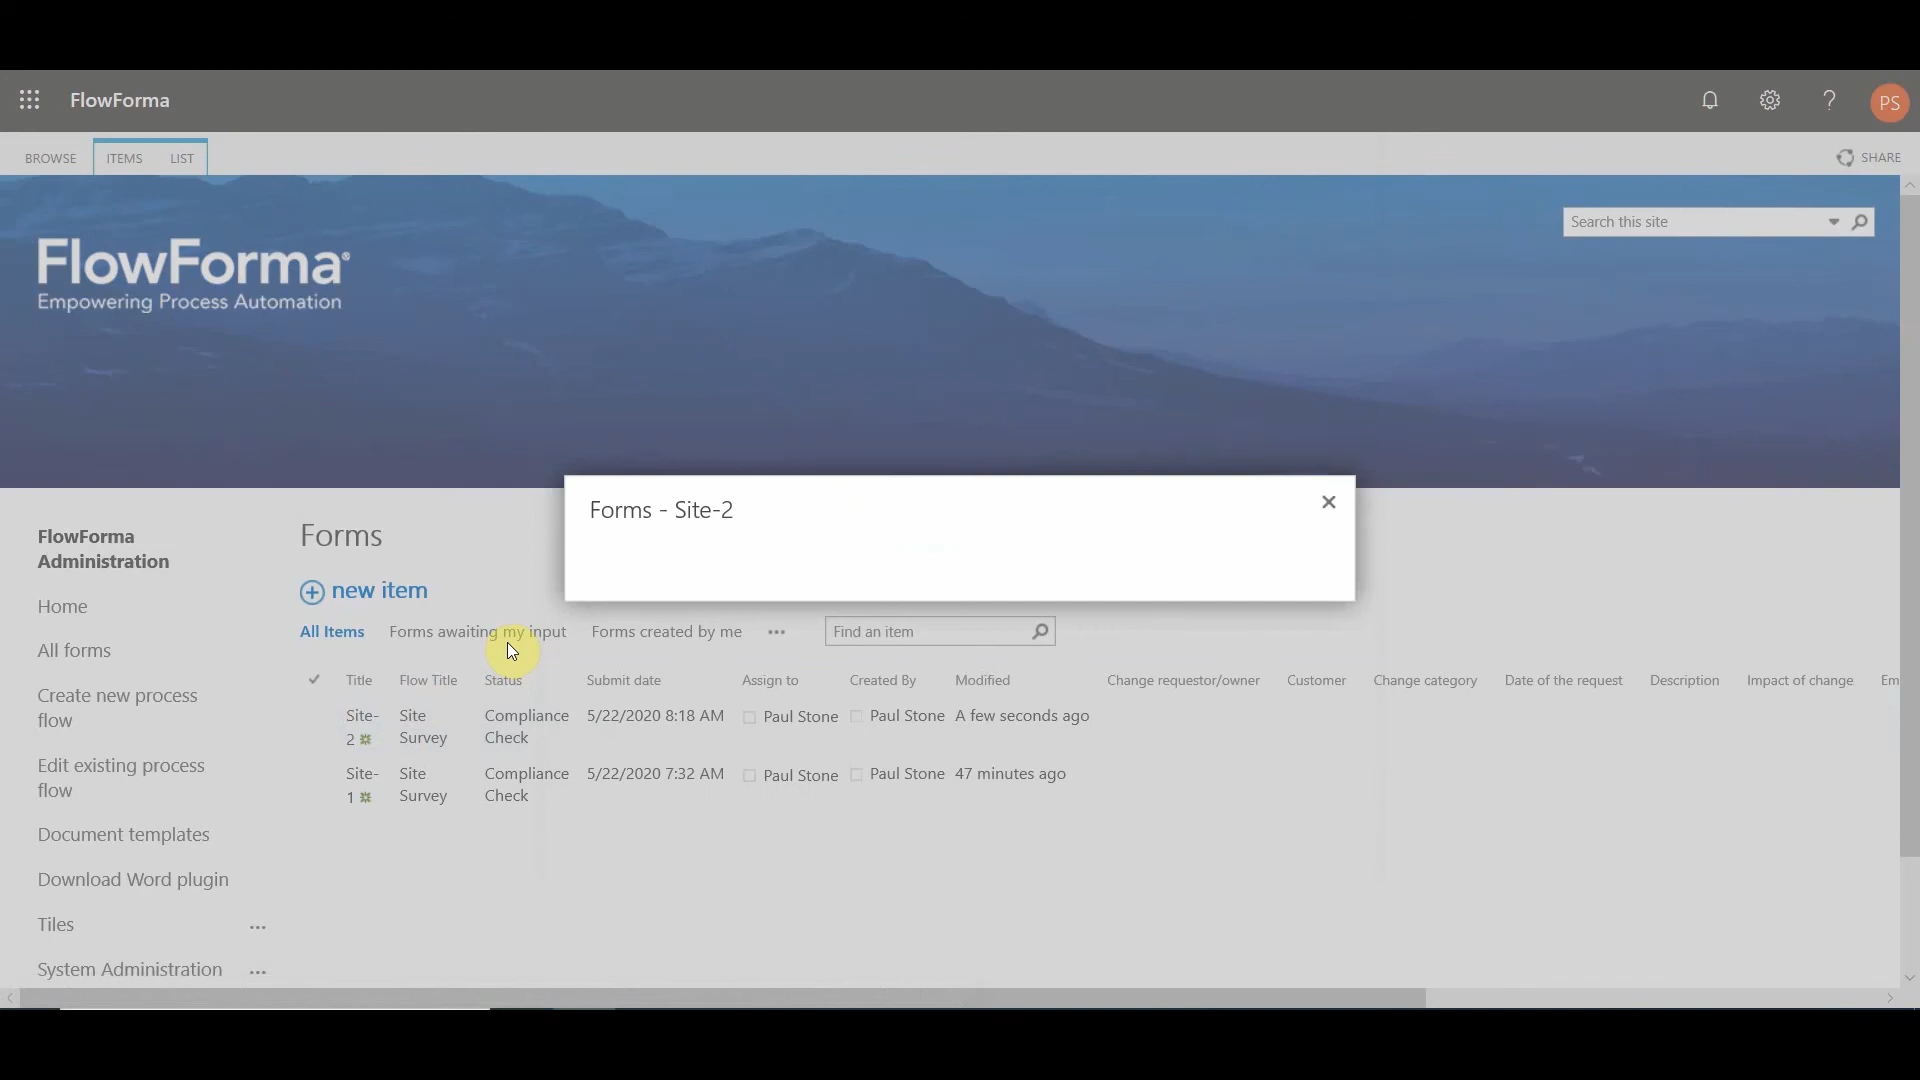 FlowForma
PS
BROWSE
ITEMS
LIST
SHARE
FlowForma®
Empowering Process Automation
Search this site
Forms - Site-2
FlowForma
Administration
Home
All forms
Create new process
flow
Edit existing process
flow
Document templates
Download Word plugin
Tiles
System Administration
Forms
new item
All Items
Forms awaiting my input
Forms created by me
Find an item
Title Flow Title Status Submit date Assign to Created By Modified Change requestor/owner Customer Change category Date of the request Description Impact of change Em
Site- Site Compliance 5/22/2020 8:18 AM Paul Stone Paul Stone A few seconds ago
2 Survey Check
Site- Site Compliance 5/22/2020 7:32 AM Paul Stone Paul Stone 47 minutes ago
1 Survey Check